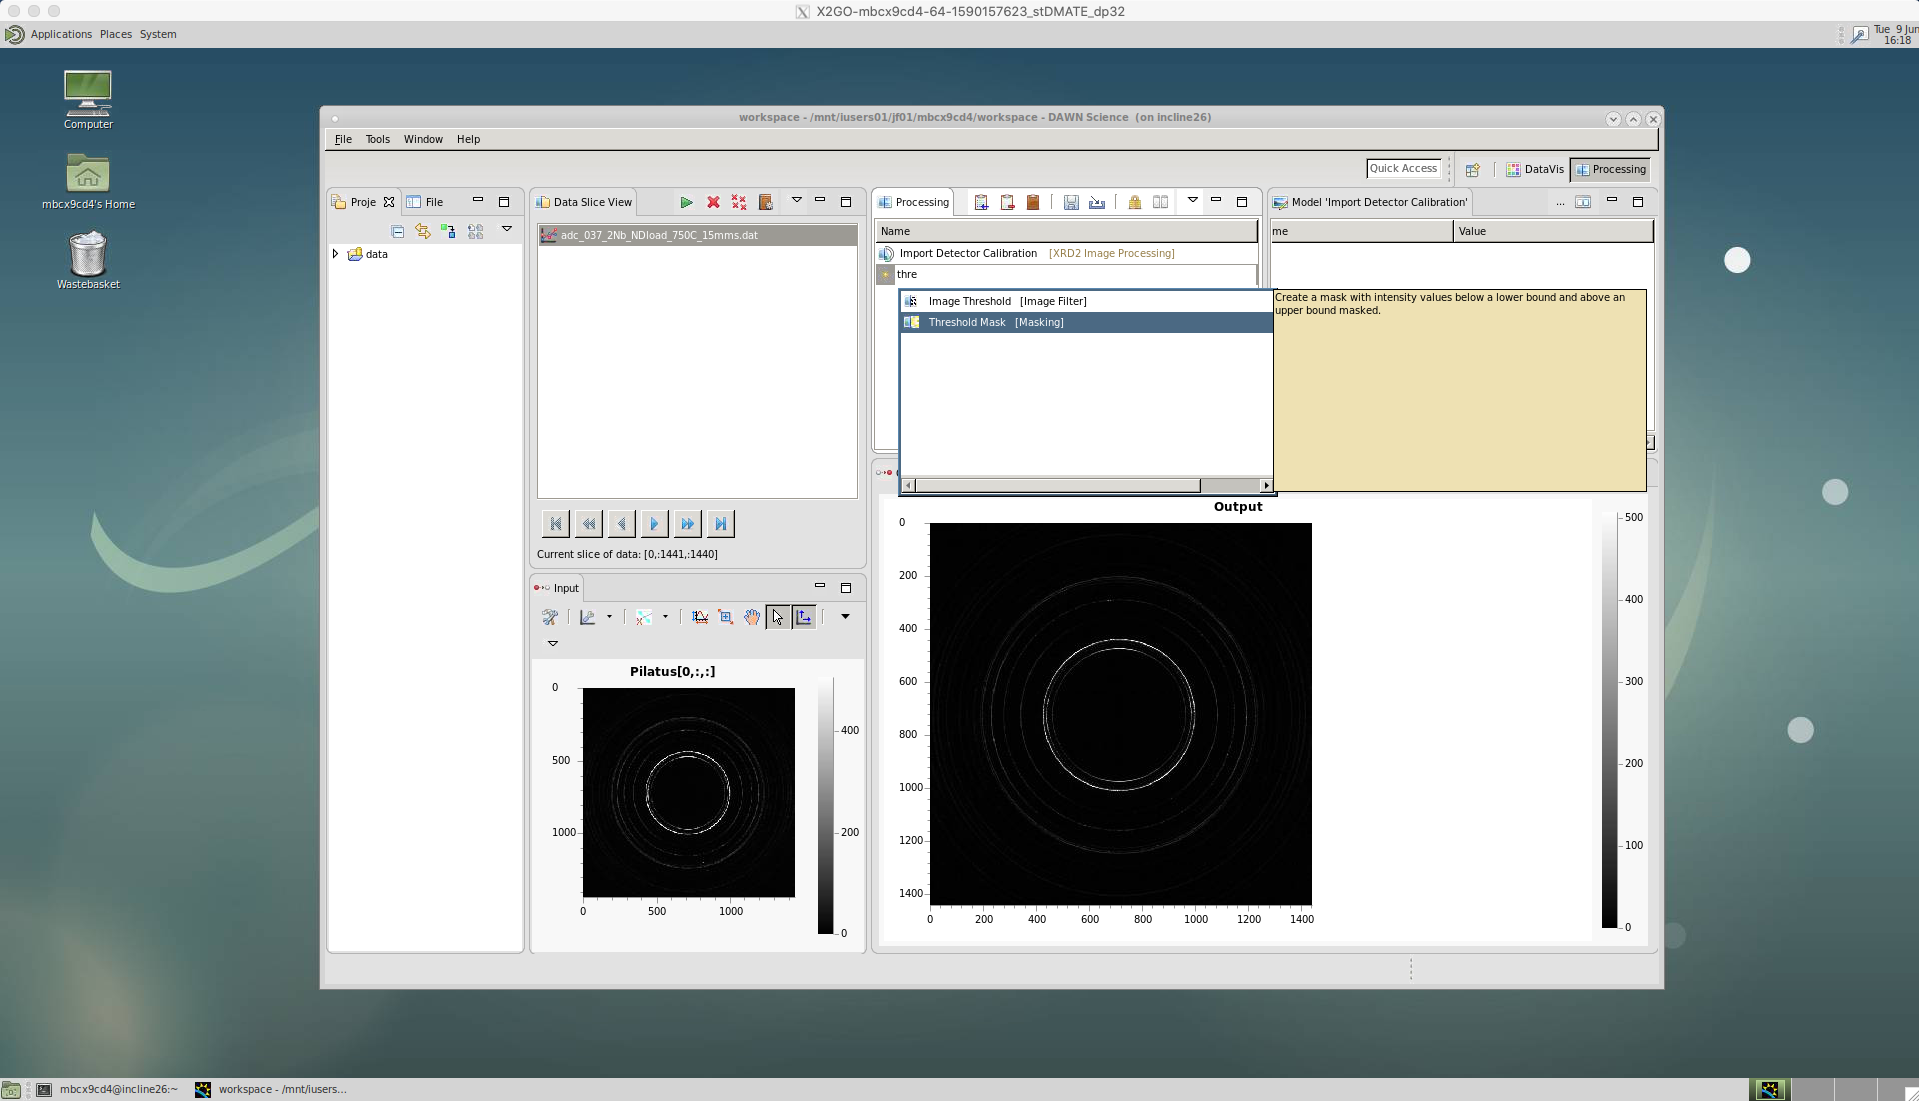 X2GO-mbcx9cd4-64-1590157623_stDMATE_dp32
Applications Places System
Tue 9 Jun
16:18
Computer
mbcx9cd4's Home
Wastebasket
workspace - /mnt/iusers01/jf01/mbcx9cd4/workspace - DAWN Science (on incline26)
File Tools Window Help
Quick Access
DataVis
Processing
Proje
File
data
Data Slice View
adc_037_2Nb_NDload_750C_15mms.dat
Current slice of data: [0,:1441,:1440]
Processing
Name
Import Detector Calibration [XRD2 Image Processing]
thre
Image Threshold [Image Filter]
Threshold Mask [Masking]
Model 'Import Detector Calibration'
...
me
Value
Create a mask with intensity values below a lower bound and above an
upper bound masked.
Input
Pilatus[0,:,:]
0
500
1000
0
500
1000
400
200
0
Output
0
200
400
600
800
1000
1200
1400
0
200
400
600
800
1000
1200
1400
500
400
300
200
100
0
mbcx9cd4@incline26:~
workspace - /mnt/iusers...